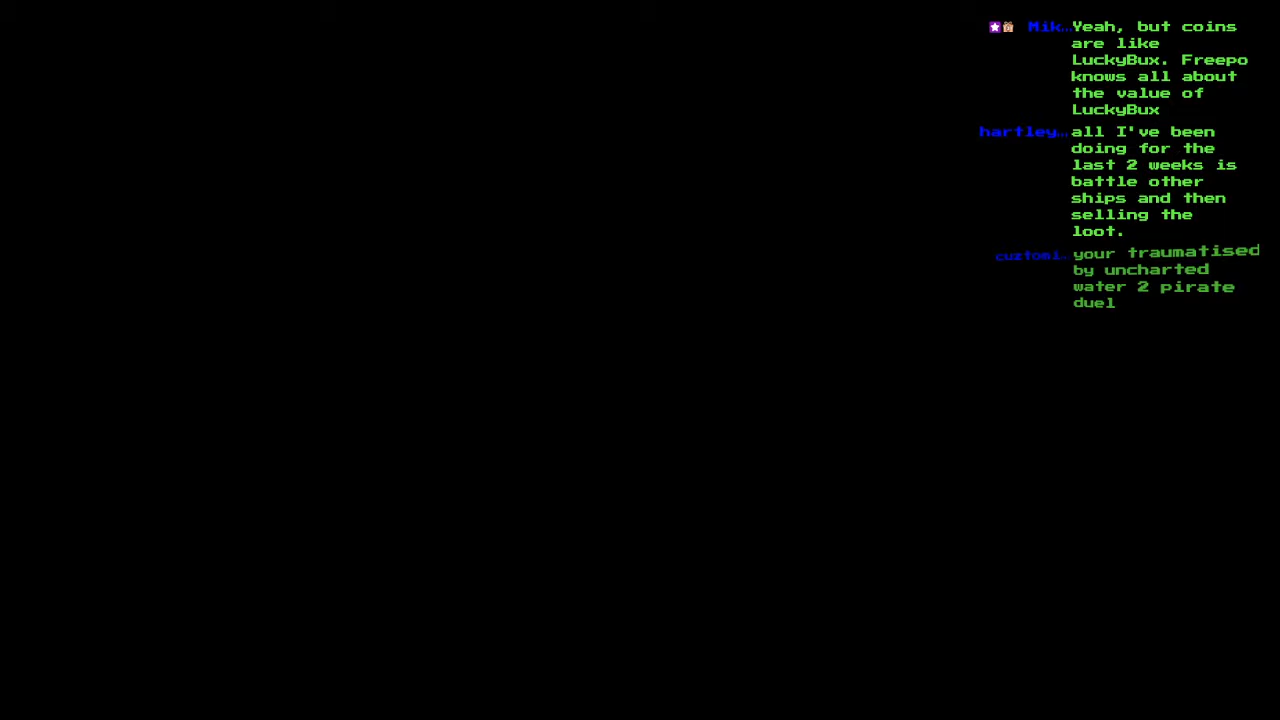 Mik… Yeah, but coins
are like
LuckyBux. Freepo
knows all about
the value of
LuckyBux
hartley… all I've been
doing for the
last 2 weeks is
battle other
ships and then
selling the
loot.
cuztomi… your traumatised
by uncharted
water 2 pirate
duel